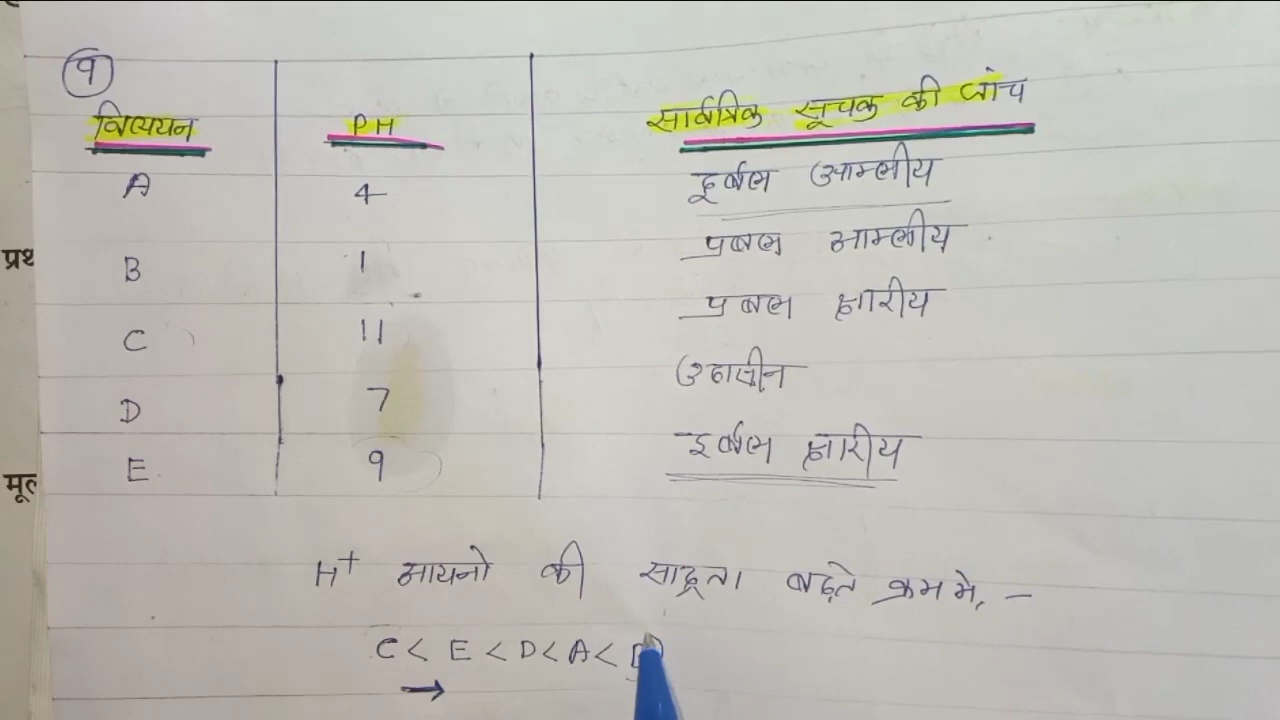 9
विलयन PH सार्वत्रिक सूचक की जांच
A 4 दुर्बल आम्लीय
B 1 प्रबल आम्लीय
C 11 प्रबल क्षारीय
D 7 उदासीन
E 9 दुर्बल क्षारीय
H+ आयनो की सांद्रता बढ़ते क्रम मे, -
C < E < D < A <
→
प्रथ
मूल